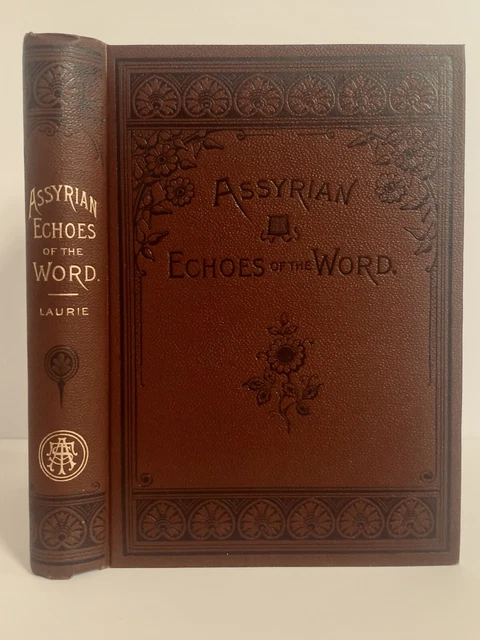 ASSYRIAN
ECHOES
OF THE
WORD.
LAURIE
ASSYRIAN
ECHOES OF THE WORD.